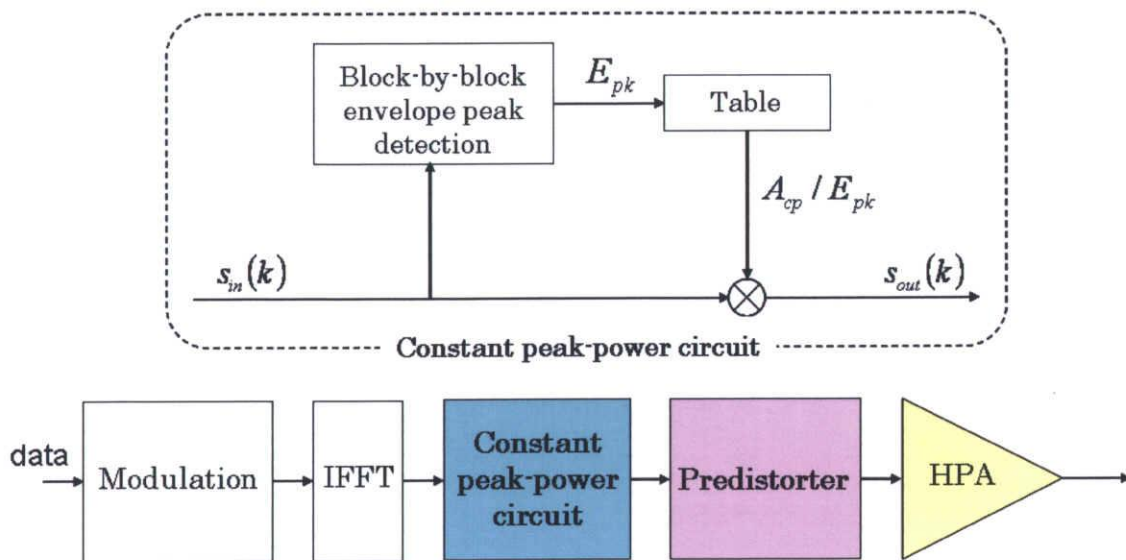 Block-by-block
envelope peak
detection
E_pk
Table
A_cp / E_pk
s_in(k)
s_out(k)
Constant peak-power circuit
data
Modulation
IFFT
Constant
peak-power
circuit
Predistorter
HPA